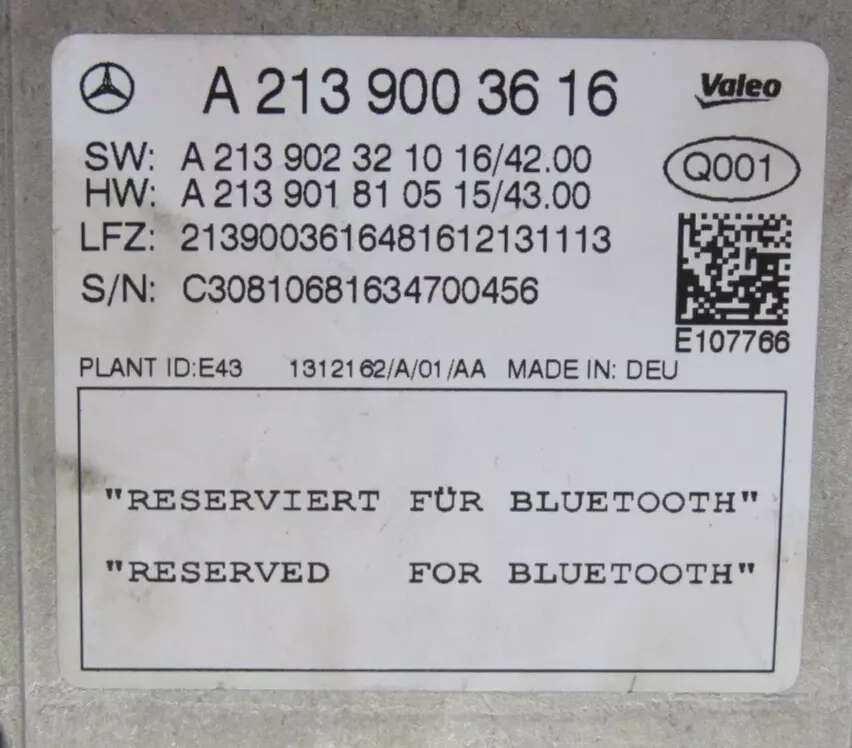 A 213 900 36 16
Valeo
SW: A 213 902 32 10 16/42.00
HW: A 213 901 81 05 15/43.00
Q001
LFZ: 2139003616481612131113
S/N: C30810681634700456
E107766
PLANT ID:E43 1312162/A/01/AA MADE IN: DEU
"RESERVIERT FÜR BLUETOOTH"
"RESERVED FOR BLUETOOTH"